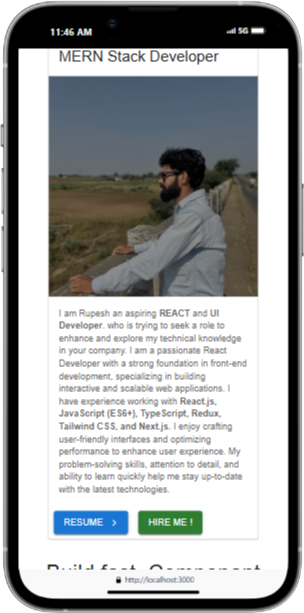 11:46 AM
5G
MERN Stack Developer
I am Rupesh an aspiring REACT and UI
Developer. who is trying to seek a role to
enhance and explore my technical knowledge
in your company. I am a passionate React
Developer with a strong foundation in front-end
development, specializing in building
interactive and scalable web applications. I
have experience working with React.js,
JavaScript (ES6+), TypeScript, Redux,
Tailwind CSS, and Next.js. I enjoy crafting
user-friendly interfaces and optimizing
performance to enhance user experience. My
problem-solving skills, attention to detail, and
ability to learn quickly help me stay up-to-date
with the latest technologies.
RESUME >
HIRE ME !
Build fast Component
http://localhost:3000